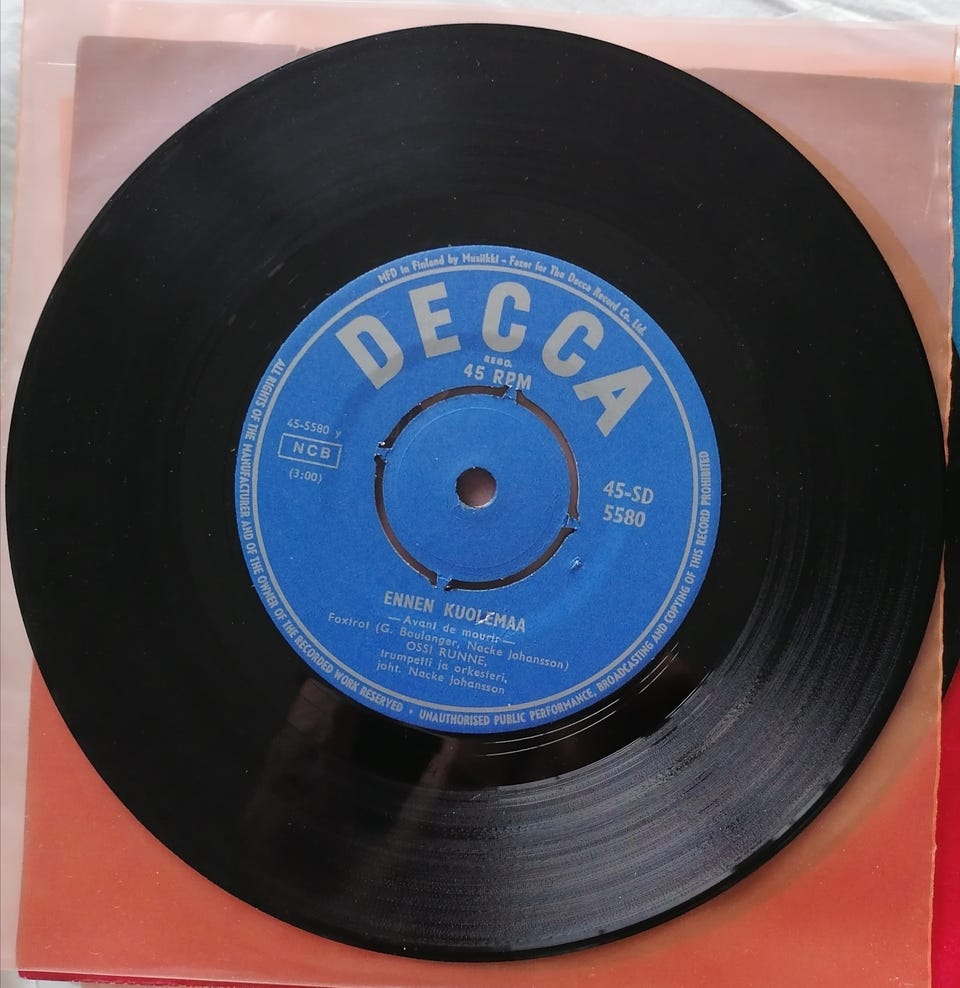 MFD in Finland by Musiikki - Fazer for The Decca Record Co. Ltd.
DECCA
REGD.
45 RPM
45-5580 y
NCB
(3:00)
45-SD
5580
ENNEN KUOLEMAA
—Avant de mourir—
Foxtrot (G. Boulanger, Nacke Johansson)
OSSI RUNNE,
trumpetti ja orkesteri,
joht. Nacke Johansson
ALL RIGHTS OF THE MANUFACTURER AND OF THE OWNER OF THE RECORDED WORK RESERVED • UNAUTHORISED PUBLIC PERFORMANCE, BROADCASTING AND COPYING OF THIS RECORD PROHIBITED